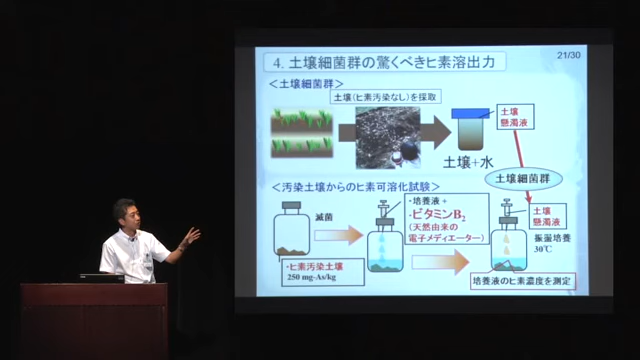 4. 土壌細菌群の驚くべきヒ素溶出力
21/30
＜土壌細菌群＞
土壌(ヒ素汚染なし)を採取
土壌
懸濁液
土壌+水
土壌細菌群
＜汚染土壌からのヒ素可溶化試験＞
滅菌
・ヒ素汚染土壌
250 mg-As/kg
・培養液 +
・ビタミンB2
(天然由来の
電子メディエーター)
土壌
懸濁液
振盪培養
30℃
培養液のヒ素濃度を測定